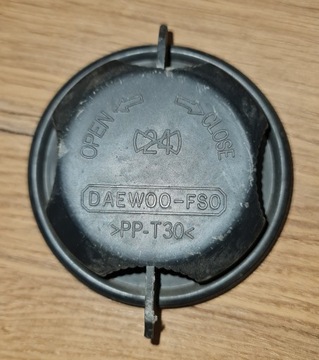 OPEN CLOSE
24
DAEWOO-FSO
>PP-T30<